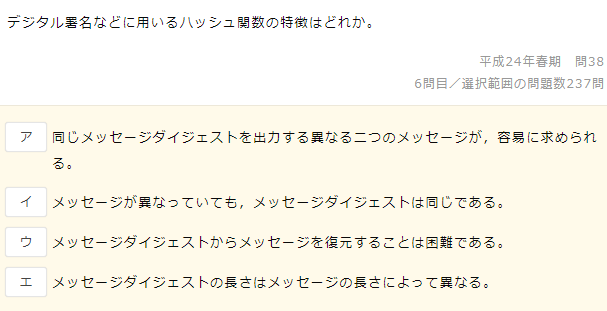 デジタル署名などに用いるハッシュ関数の特徴はどれか。
平成24年春期 問38
6問目／選択範囲の問題数237問
ア 同じメッセージダイジェストを出力する異なる二つのメッセージが，容易に求められ
る。
イ メッセージが異なっていても，メッセージダイジェストは同じである。
ウ メッセージダイジェストからメッセージを復元することは困難である。
エ メッセージダイジェストの長さはメッセージの長さによって異なる。